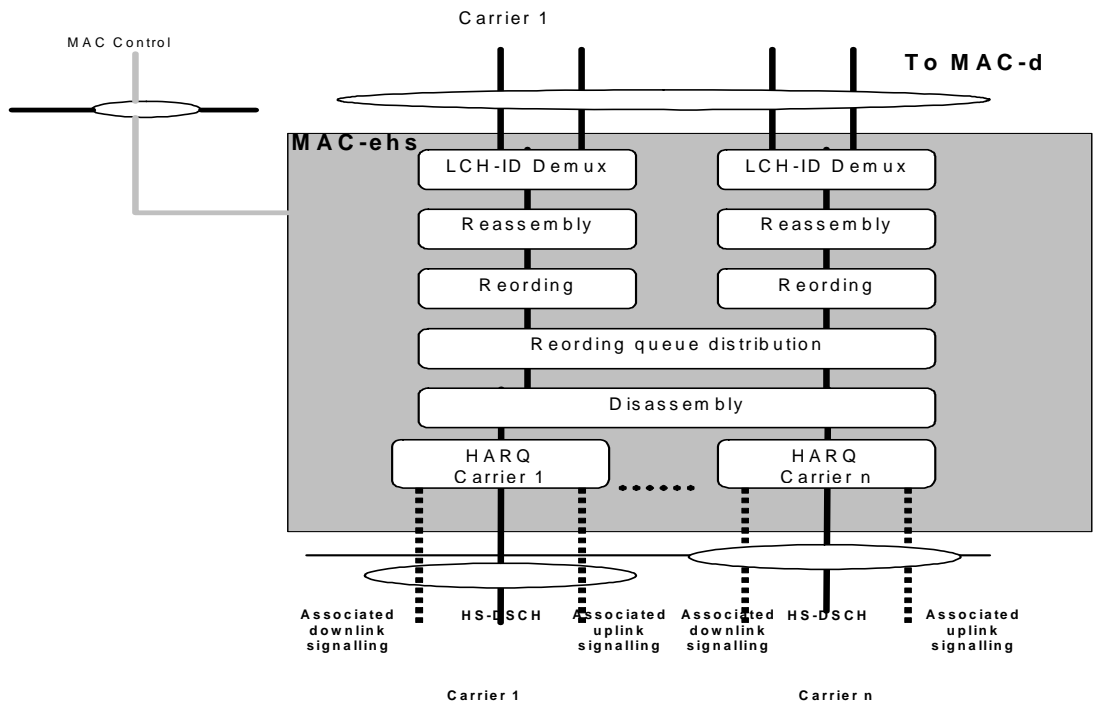 Carrier 1
MAC Control
To MAC-d
MAC-ehs
LCH-ID Demux
LCH-ID Demux
Reassembly
Reassembly
Reording
Reording
Reording queue distribution
Disassembly
HARQ
Carrier 1
HARQ
Carrier n
Associated
downlink
signalling
HS-DSCH
Associated
uplink
signalling
Associated
downlink
signalling
HS-DSCH
Associated
uplink
signalling
Carrier 1
Carrier n